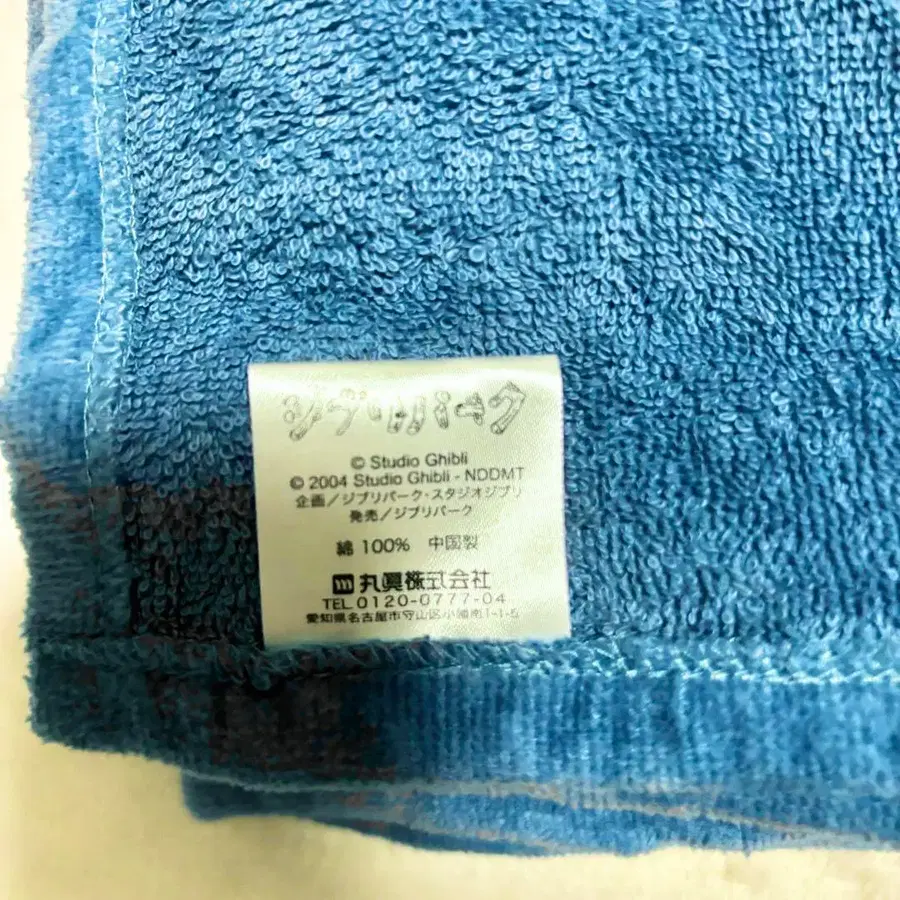 ジブリパーク
© Studio Ghibli
© 2004 Studio Ghibli - NDDMT
企画／ジブリパーク・スタジオジブリ
発売／ジブリパーク
綿 100% 中国製
m 丸眞株式会社
TEL 0120-0777-04
愛知県名古屋市守山区小幡南1-1-5